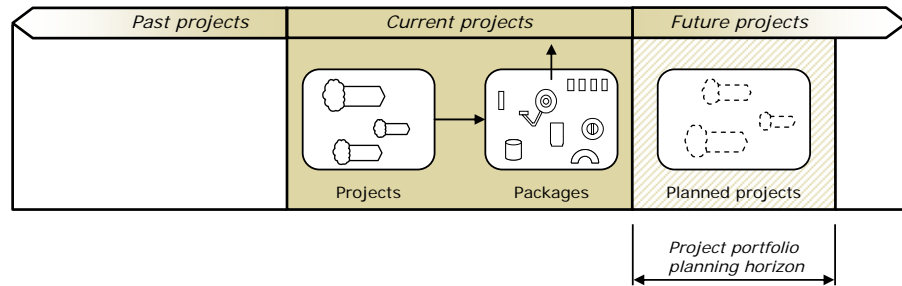 Past projects
Current projects
Future projects
Projects
Packages
Planned projects
Project portfolio
planning horizon